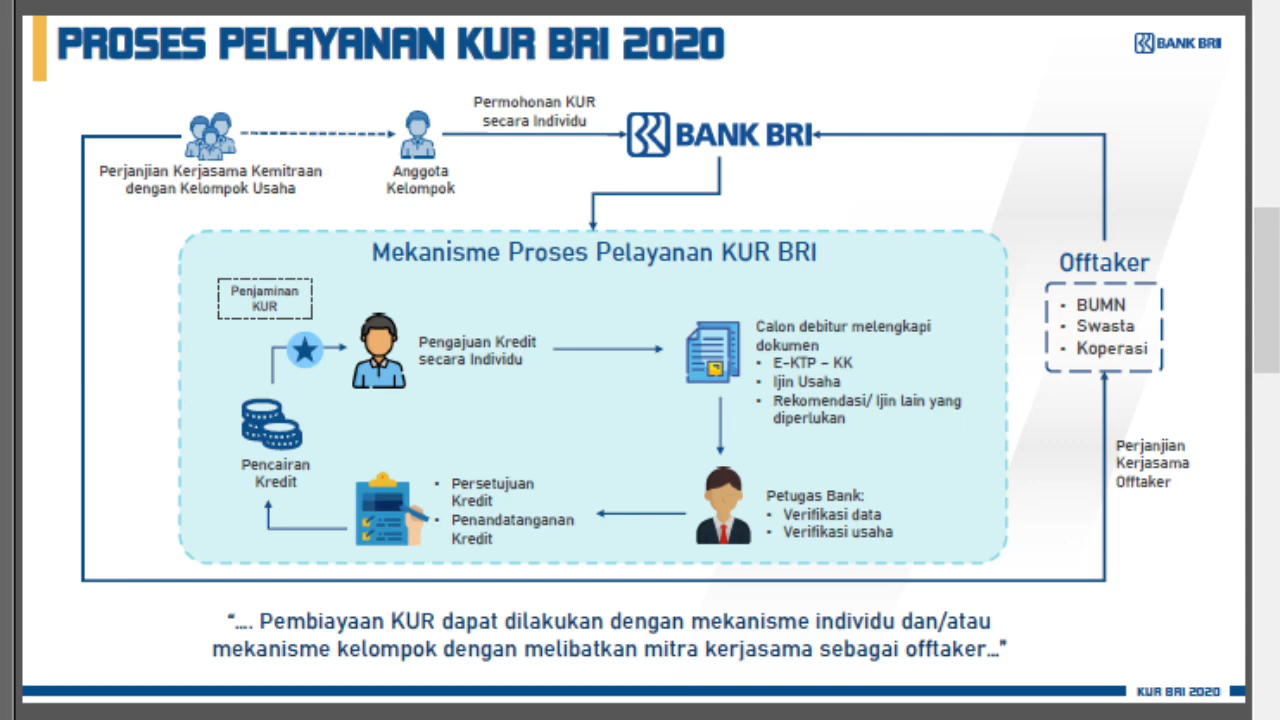 PROSES PELAYANAN KUR BRI 2020
BANK BRI
Permohonan KUR
secara Individu
BANK BRI
Perjanjian Kerjasama Kemitraan
dengan Kelompok Usaha
Anggota
Kelompok
Mekanisme Proses Pelayanan KUR BRI
Offtaker
• BUMN
• Swasta
• Koperasi
Penjaminan
KUR
Pengajuan Kredit
secara Individu
Calon debitur melengkapi
dokumen
• E-KTP – KK
• Ijin Usaha
• Rekomendasi/ Ijin lain yang
diperlukan
Perjanjian
Kerjasama
Offtaker
Pencairan
Kredit
• Persetujuan
Kredit
• Penandatanganan
Kredit
Petugas Bank:
• Verifikasi data
• Verifikasi usaha
“.... Pembiayaan KUR dapat dilakukan dengan mekanisme individu dan/atau
mekanisme kelompok dengan melibatkan mitra kerjasama sebagai offtaker...”
KUR BRI 2020